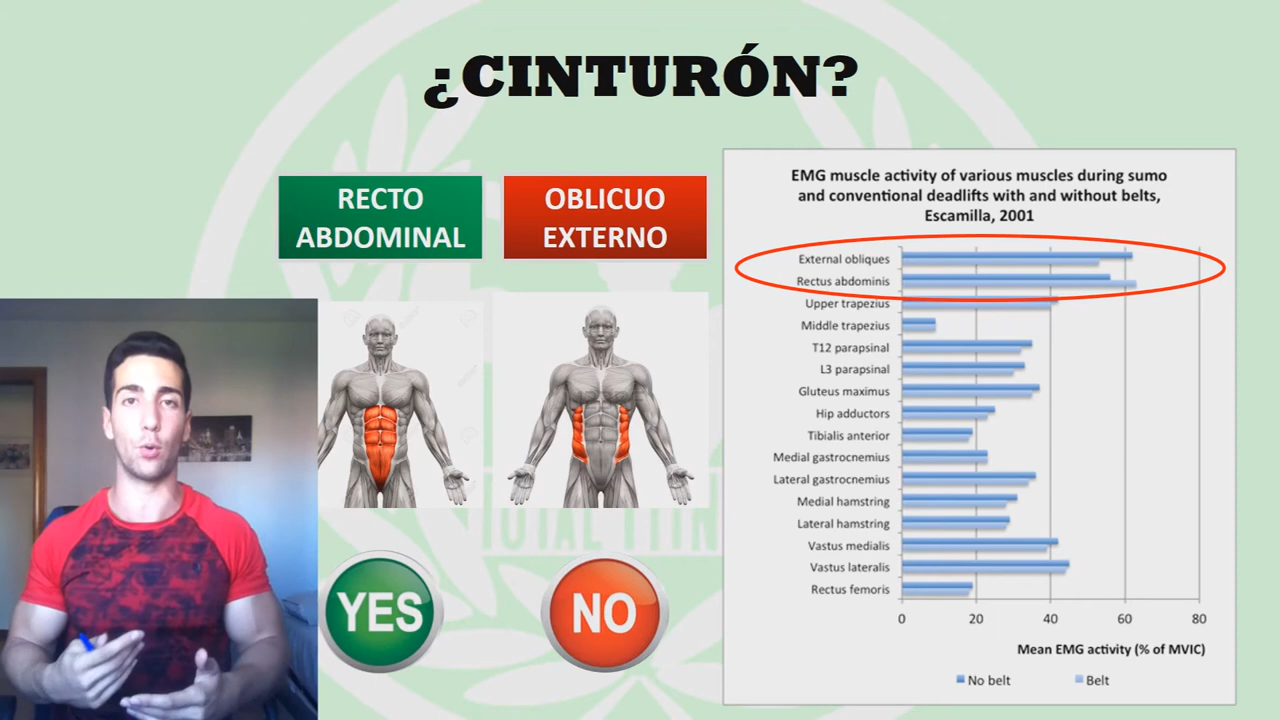 ¿CINTURÓN?
RECTO
ABDOMINAL
OBLICUO
EXTERNO
YES
NO
EMG muscle activity of various muscles during sumo
and conventional deadlifts with and without belts,
Escamilla, 2001
External obliques
Rectus abdominis
Upper trapezius
Middle trapezius
T12 parapsinal
L3 parapsinal
Gluteus maximus
Hip adductors
Tibialis anterior
Medial gastrocnemius
Lateral gastrocnemius
Medial hamstring
Lateral hamstring
Vastus medialis
Vastus lateralis
Rectus femoris
0 20 40 60 80
Mean EMG activity (% of MVIC)
No belt Belt
TOTAL